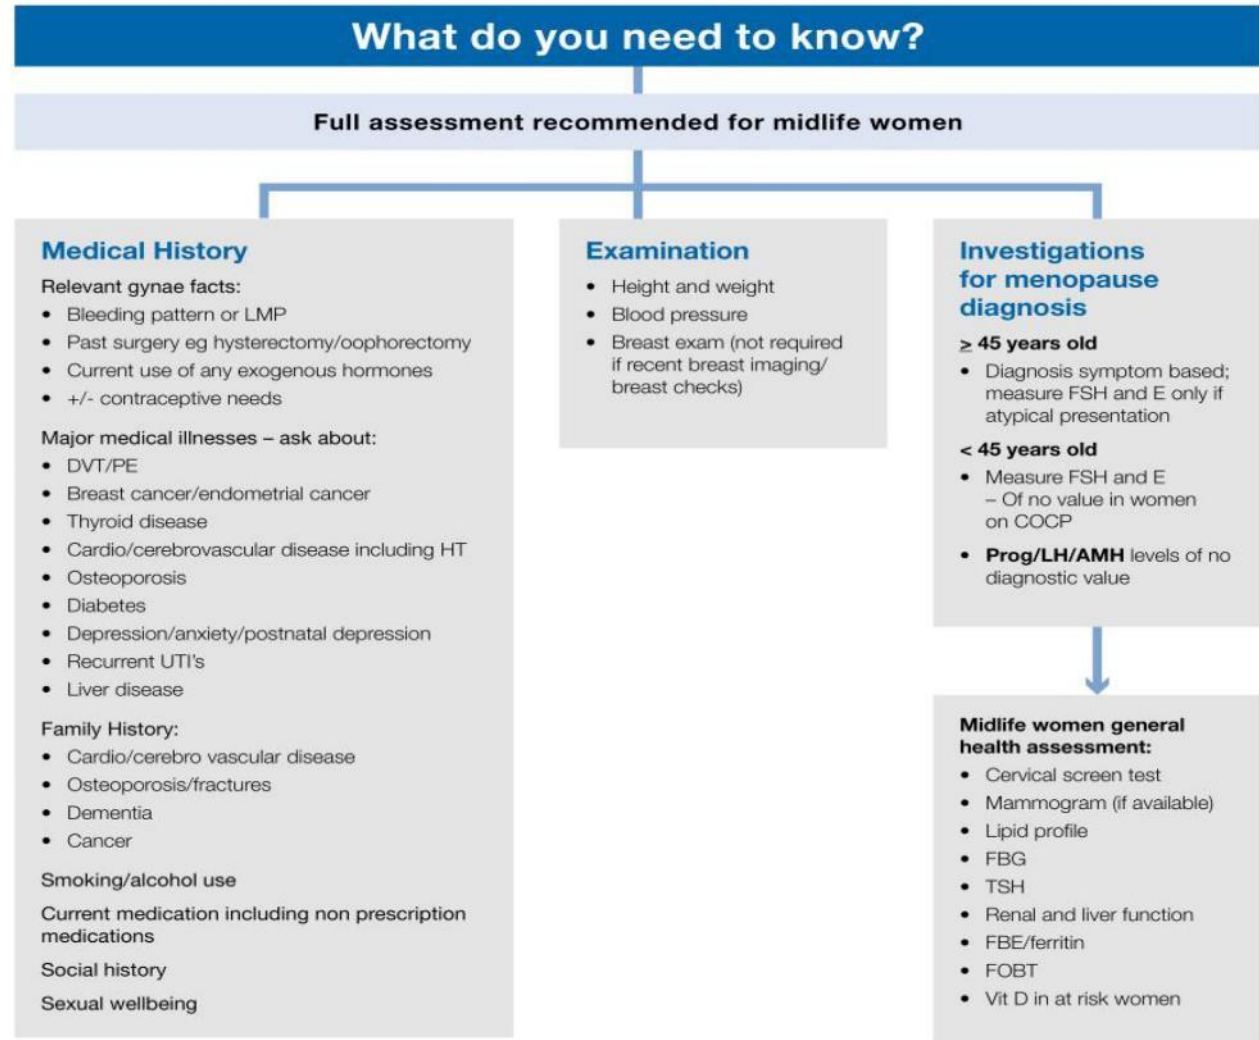 What do you need to know?
Full assessment recommended for midlife women
Medical History
Relevant gynae facts:
• Bleeding pattern or LMP
• Past surgery eg hysterectomy/oophorectomy
• Current use of any exogenous hormones
• +/- contraceptive needs
Major medical illnesses – ask about:
• DVT/PE
• Breast cancer/endometrial cancer
• Thyroid disease
• Cardio/cerebrovascular disease including HT
• Osteoporosis
• Diabetes
• Depression/anxiety/postnatal depression
• Recurrent UTI's
• Liver disease
Family History:
• Cardio/cerebro vascular disease
• Osteoporosis/fractures
• Dementia
• Cancer
Smoking/alcohol use
Current medication including non prescription
medications
Social history
Sexual wellbeing
Examination
• Height and weight
• Blood pressure
• Breast exam (not required
if recent breast imaging/
breast checks)
Investigations
for menopause
diagnosis
≥ 45 years old
• Diagnosis symptom based;
measure FSH and E only if
atypical presentation
< 45 years old
• Measure FSH and E
– Of no value in women
on COCP
• Prog/LH/AMH levels of no
diagnostic value
Midlife women general
health assessment:
• Cervical screen test
• Mammogram (if available)
• Lipid profile
• FBG
• TSH
• Renal and liver function
• FBE/ferritin
• FOBT
• Vit D in at risk women